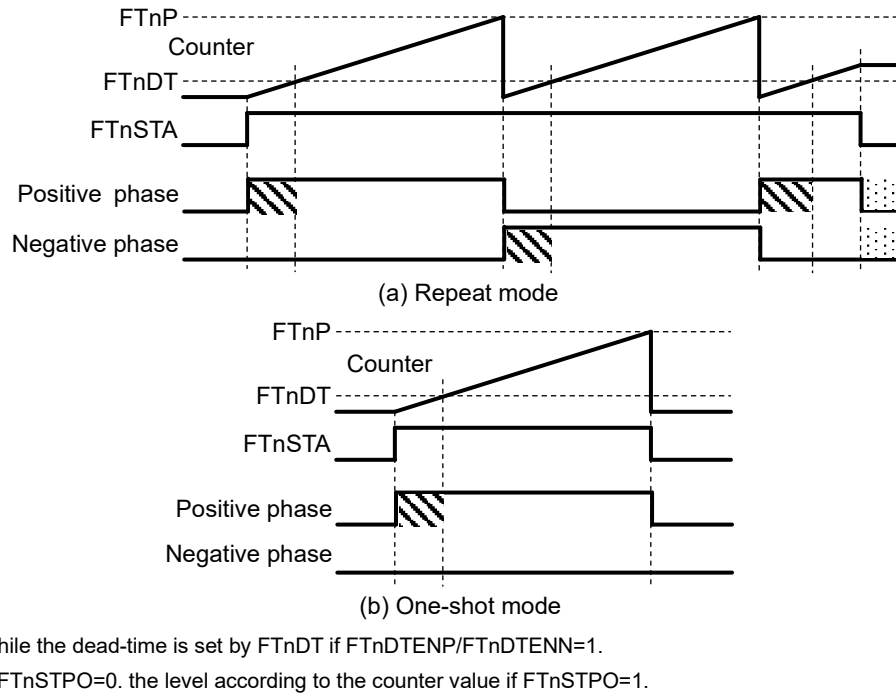 FTnP
Counter
FTnDT
FTnSTA
Positive phase
Negative phase
(a) Repeat mode
FTnP
Counter
FTnDT
FTnSTA
Positive phase
Negative phase
(b) One-shot mode
the dead-time is set by FTnDT if FTnDTENP/FTnDTENN=1.
FTnSTPO=0. the level according to the counter value if FTnSTPO=1.